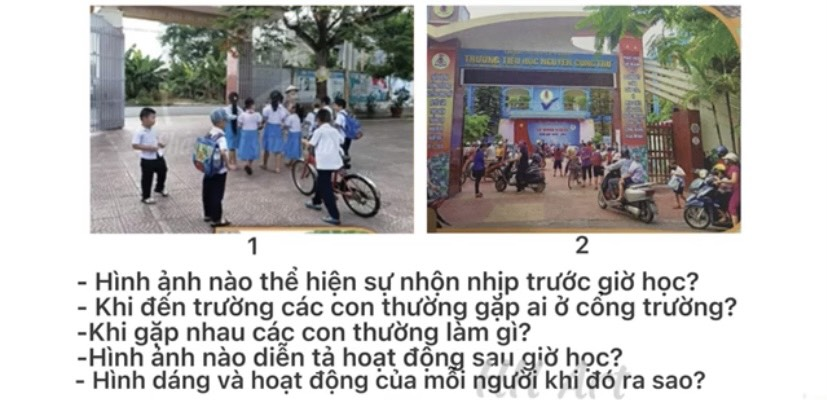 TRƯỜNG TIỂU HỌC NGUYỄN CÔNG TRỨ
1
2
- Hình ảnh nào thể hiện sự nhộn nhịp trước giờ học?
- Khi đến trường các con thường gặp ai ở cổng trường?
-Khi gặp nhau các con thường làm gì?
-Hình ảnh nào diễn tả hoạt động sau giờ học?
- Hình dáng và hoạt động của mỗi người khi đó ra sao?